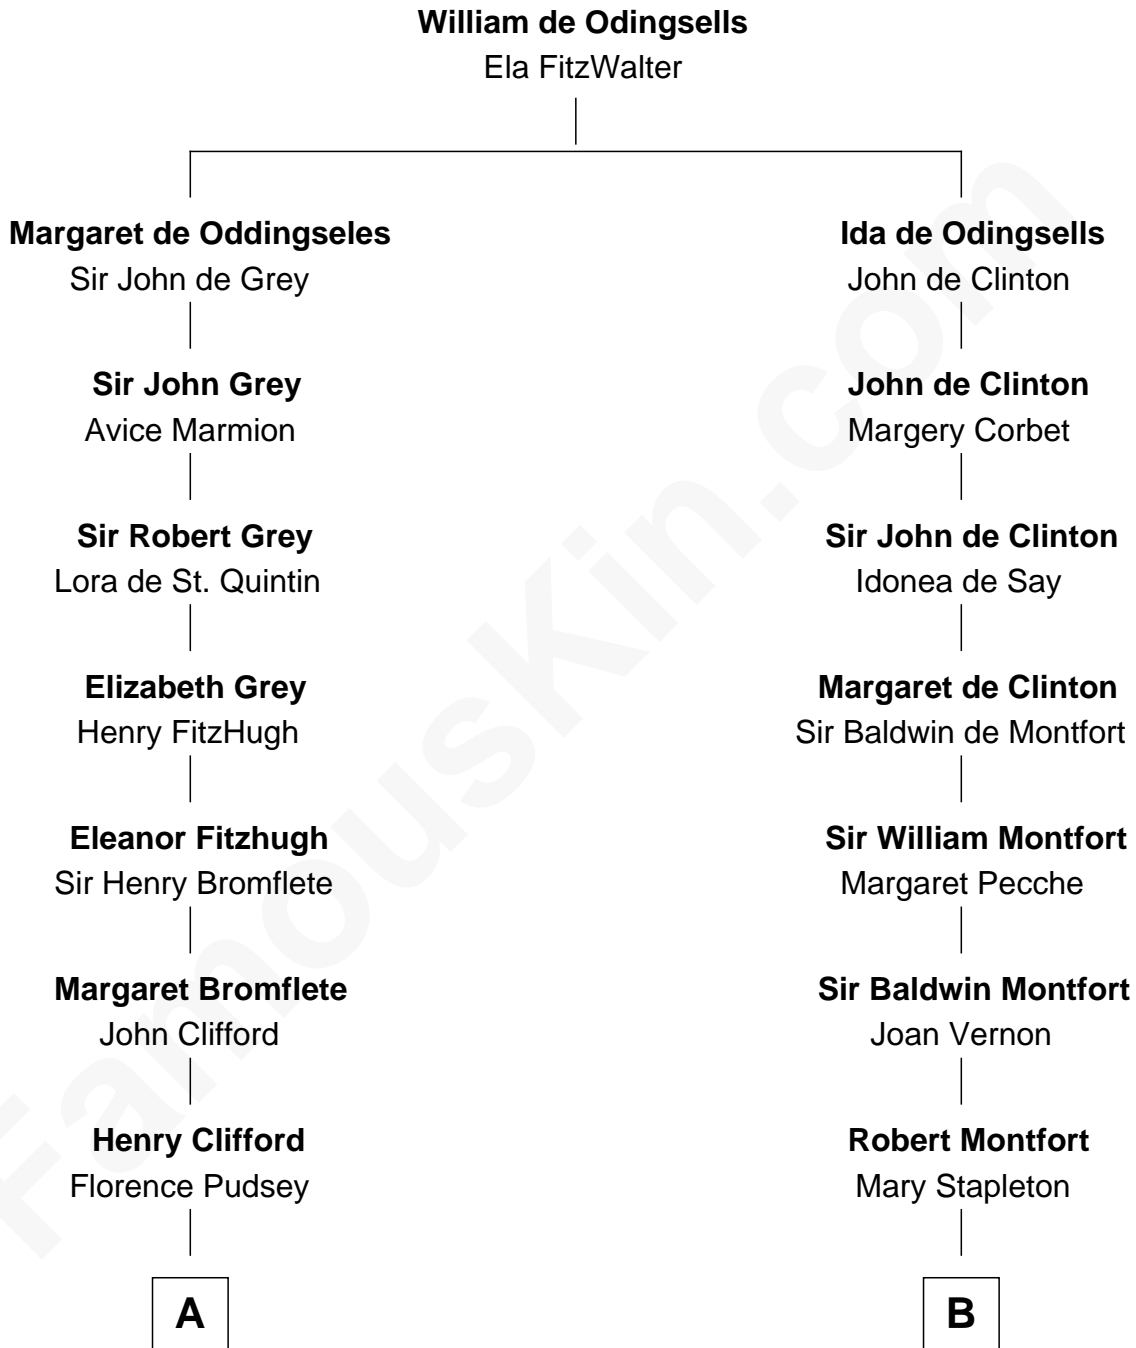 William de Odingsells
Ela FitzWalter
Margaret de Oddingseles
Sir John de Grey
Ida de Odingsells
John de Clinton
Sir John Grey
Avice Marmion
John de Clinton
Margery Corbet
Sir Robert Grey
Lora de St. Quintin
Sir John de Clinton
Idonea de Say
Elizabeth Grey
Henry FitzHugh
Margaret de Clinton
Sir Baldwin de Montfort
Eleanor Fitzhugh
Sir Henry Bromflete
Sir William Montfort
Margaret Pecche
Margaret Bromflete
John Clifford
Sir Baldwin Montfort
Joan Vernon
Henry Clifford
Florence Pudsey
Robert Montfort
Mary Stapleton
A
B
FamousKin.com